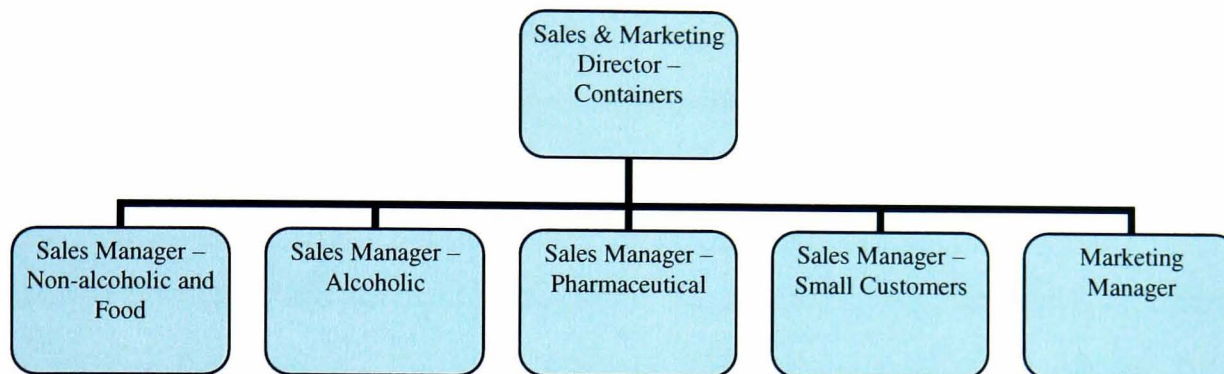 Sales & Marketing
Director –
Containers
Sales Manager –
Non-alcoholic and
Food
Sales Manager –
Alcoholic
Sales Manager –
Pharmaceutical
Sales Manager –
Small Customers
Marketing
Manager